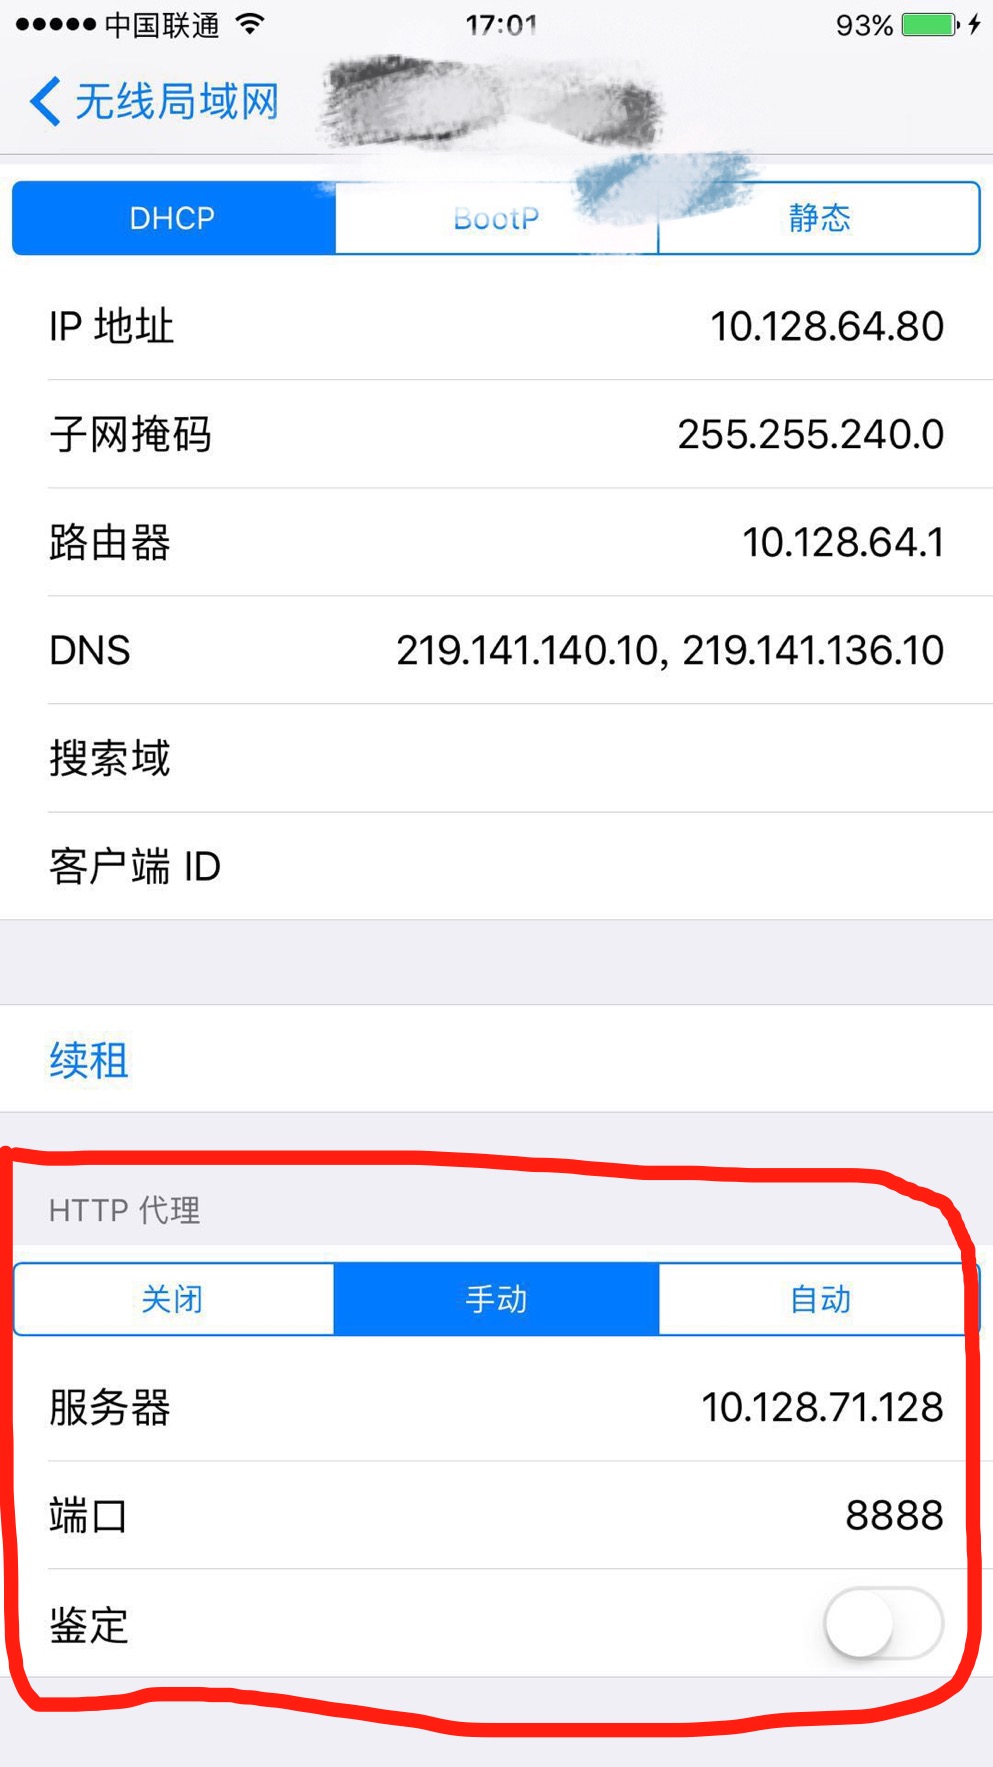 中国联通 17:01 93%
无线局域网
DHCP BootP 静态
IP 地址 10.128.64.80
子网掩码 255.255.240.0
路由器 10.128.64.1
DNS 219.141.140.10, 219.141.136.10
搜索域
客户端 ID
续租
HTTP 代理
关闭 手动 自动
服务器 10.128.71.128
端口 8888
鉴定